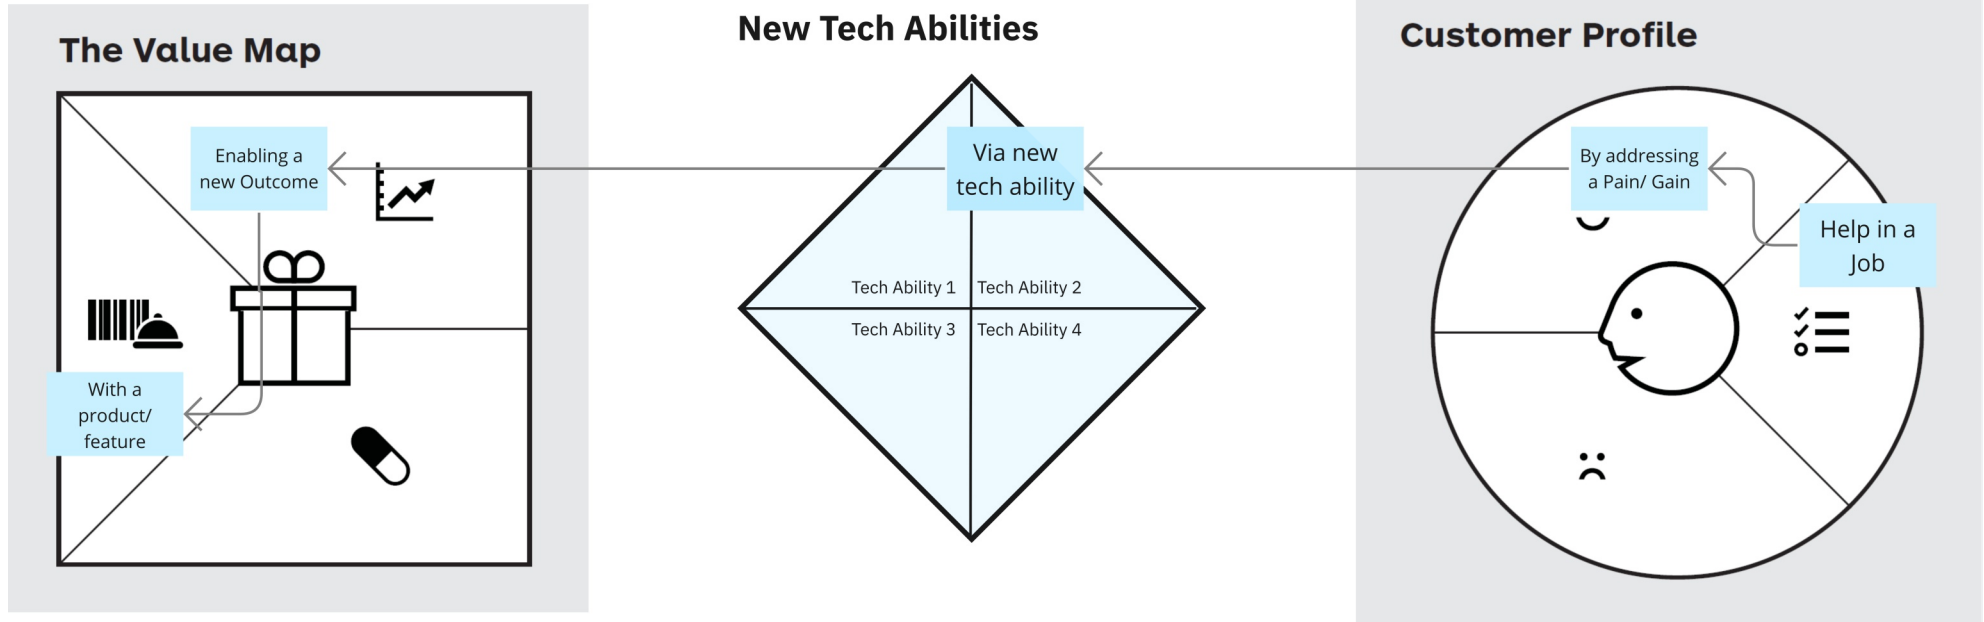 The Value Map
Enabling a
new Outcome
With a
product/
feature
New Tech Abilities
Via new
tech ability
Tech Ability 1
Tech Ability 2
Tech Ability 3
Tech Ability 4
Customer Profile
By addressing
a Pain/ Gain
Help in a
Job